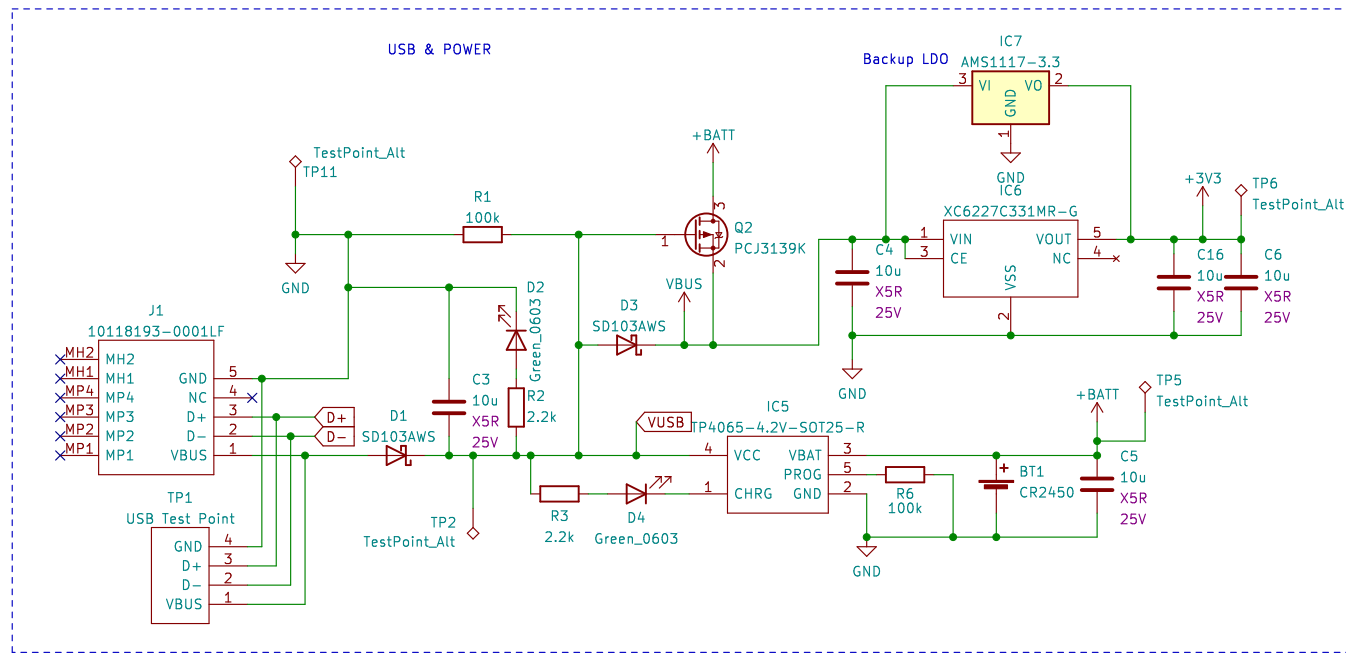 USB & POWER
Backup LDO
IC7
AMS1117-3.3
3 VI VO 2
GND
1
GND
TestPoint_Alt
TP11
GND
R1
100k
+BATT
3
1
2
Q2
PCJ3139K
VBUS
D3
SD103AWS
IC6
XC6227C331MR-G
1 VIN VOUT 5
3 CE NC 4
VSS
2
C4
10u
X5R
25V
GND
+3V3
TP6
TestPoint_Alt
C16
10u
X5R
25V
C6
10u
X5R
25V
J1
10118193-0001LF
MH2 MH2
MH1 MH1 GND 5
MP4 MP4 NC 4
MP3 MP3 D+ 3
MP2 MP2 D- 2
MP1 MP1 VBUS 1
D+
D-
D1
SD103AWS
C3
10u
X5R
25V
D2
Green_0603
R2
2.2k
VUSB
IC5
TP4065-4.2V-SOT25-R
4 VCC VBAT 3
PROG 5
1 CHRG GND 2
R3
2.2k
D4
Green_0603
TP2
TestPoint_Alt
R6
100k
GND
BT1
CR2450
+
+BATT
TP5
TestPoint_Alt
C5
10u
X5R
25V
TP1
USB Test Point
GND 4
D+ 3
D- 2
VBUS 1